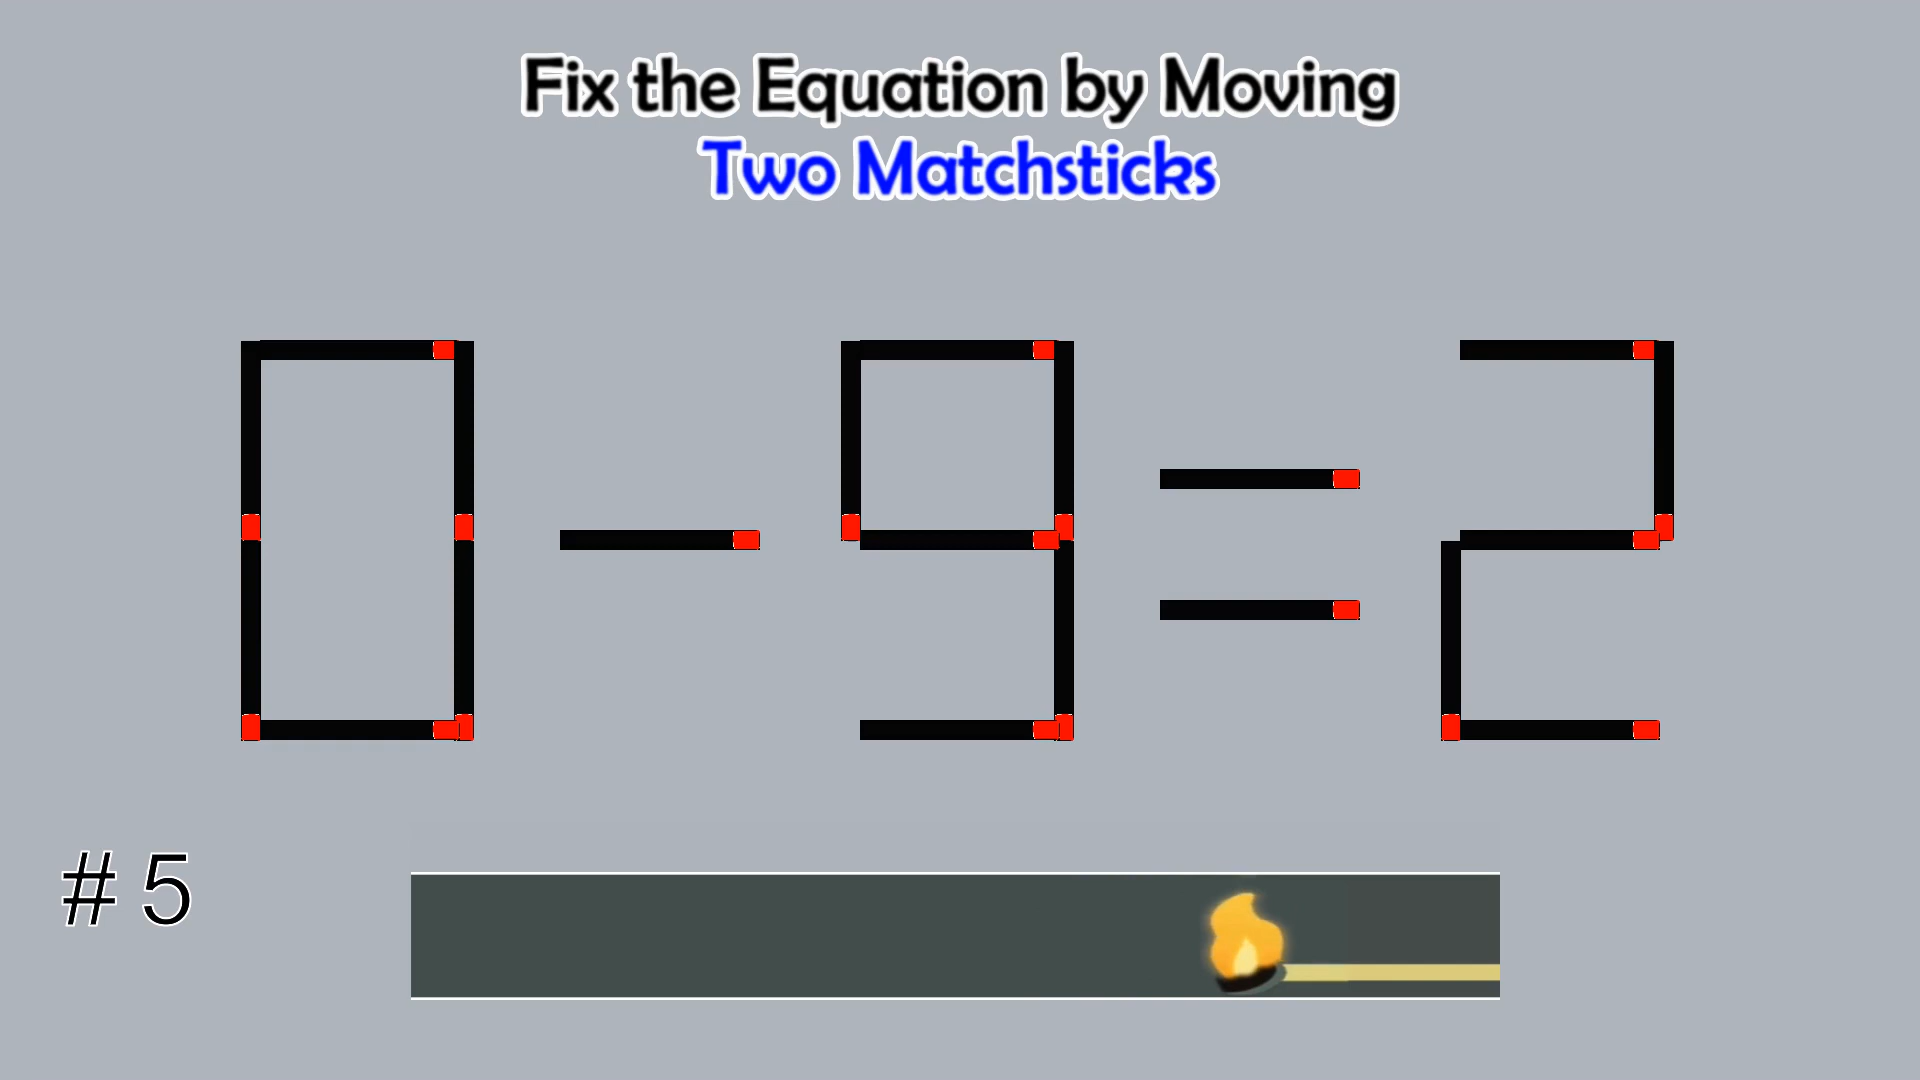 Fix the Equation by Moving
Two Matchsticks
0 - 9 = 2
# 5